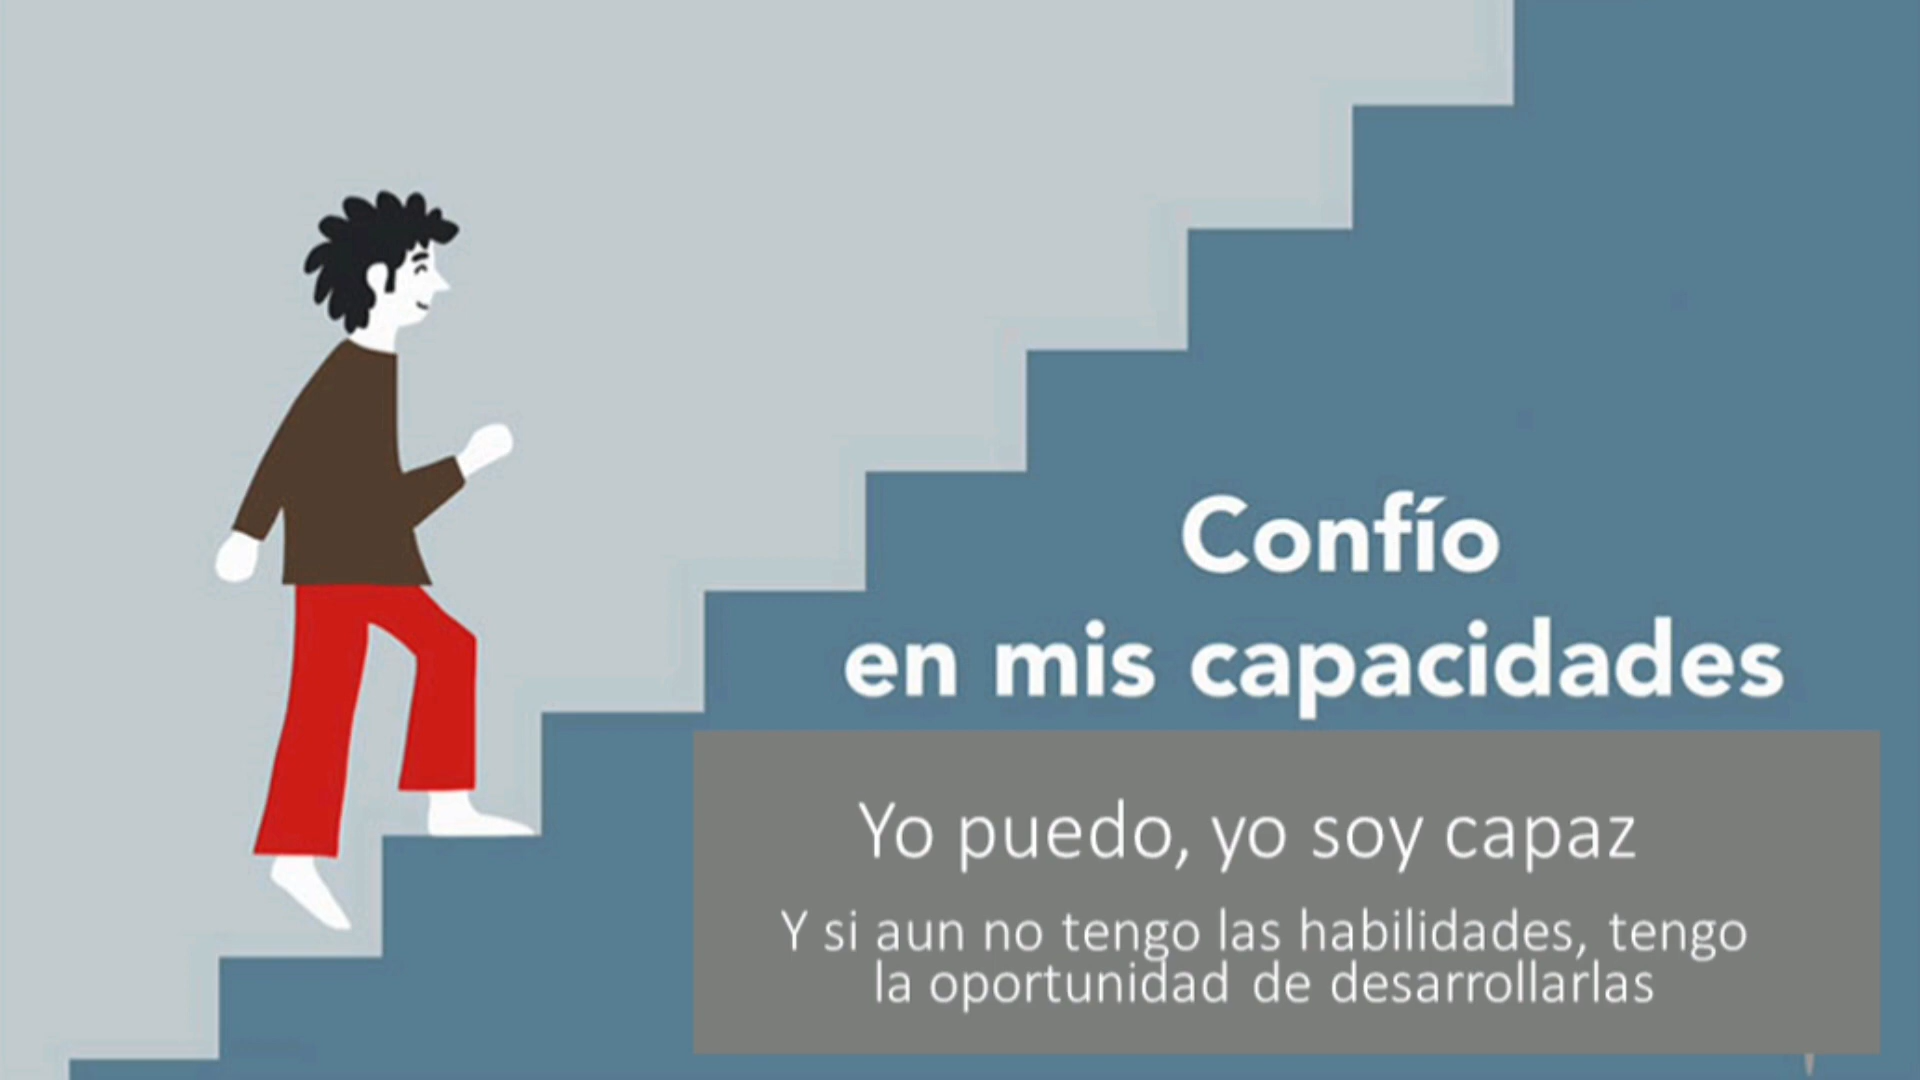 Confío
en mis capacidades
Yo puedo, yo soy capaz
Y si aun no tengo las habilidades, tengo
la oportunidad de desarrollarlas